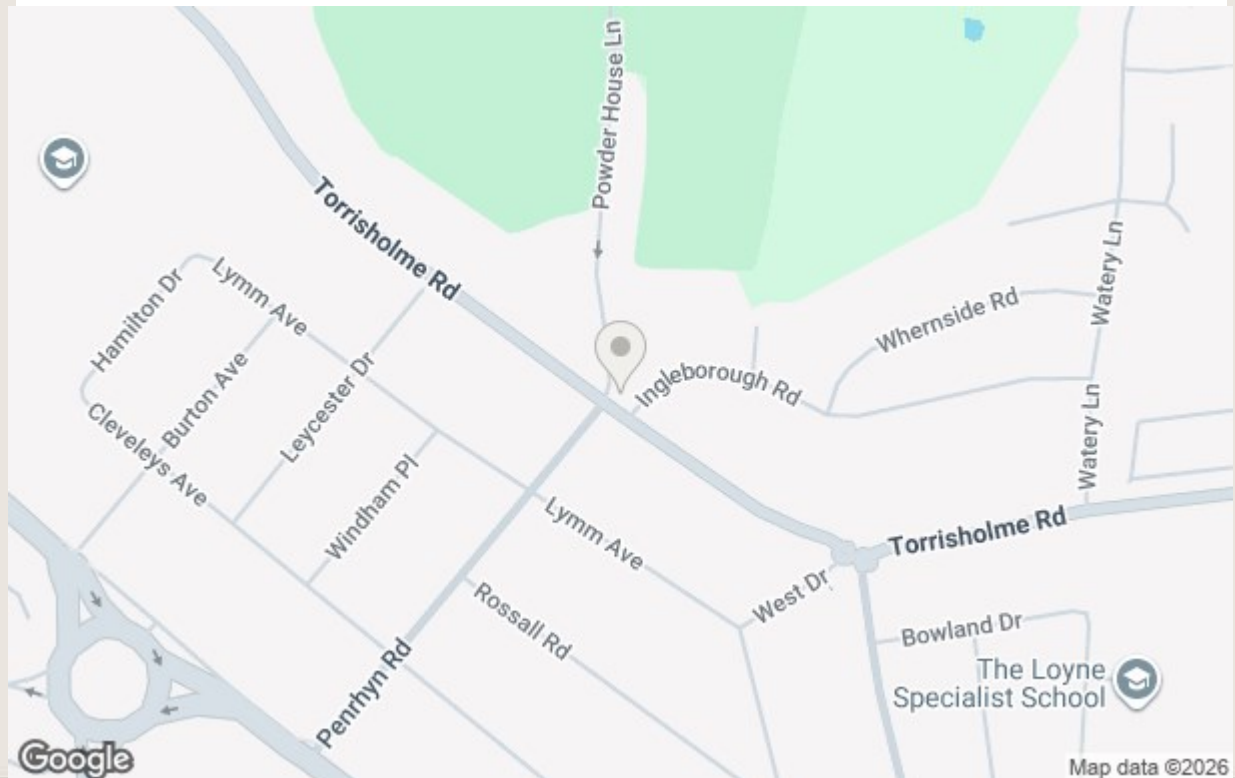 Powder House Ln
Torrisholme Rd
Hamilton Dr
Lymm Ave
Burton Ave
Leycester Dr
Cleveleys Ave
Windham Pl
Ingleborough Rd
Whernside Rd
Watery Ln
Watery Ln
Lymm Ave
Torrisholme Rd
West Dr
Rossall Rd
Penrhyn Rd
Bowland Dr
The Loyne
Specialist School
Google
Map data ©2026